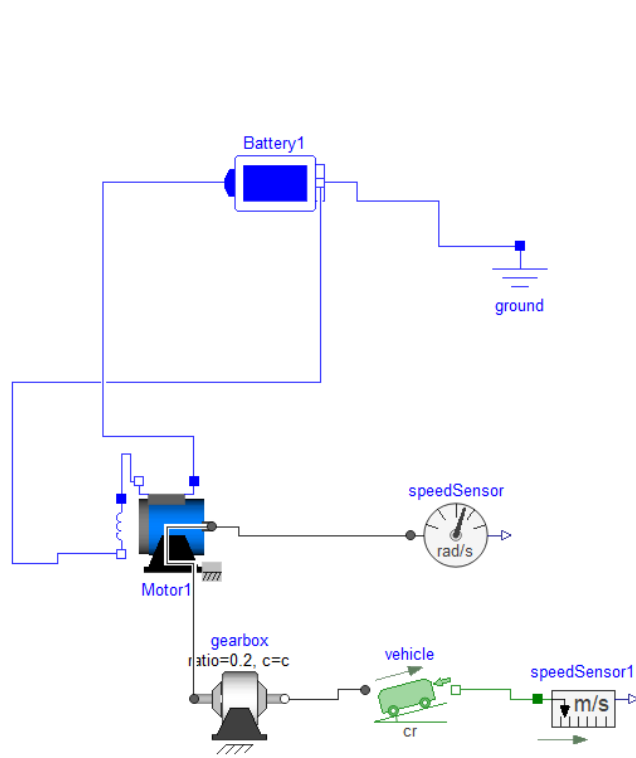 Battery1
ground
speedSensor
rad/s
Motor1
gearbox
ratio=0.2, c=c
vehicle
cr
speedSensor1
m/s